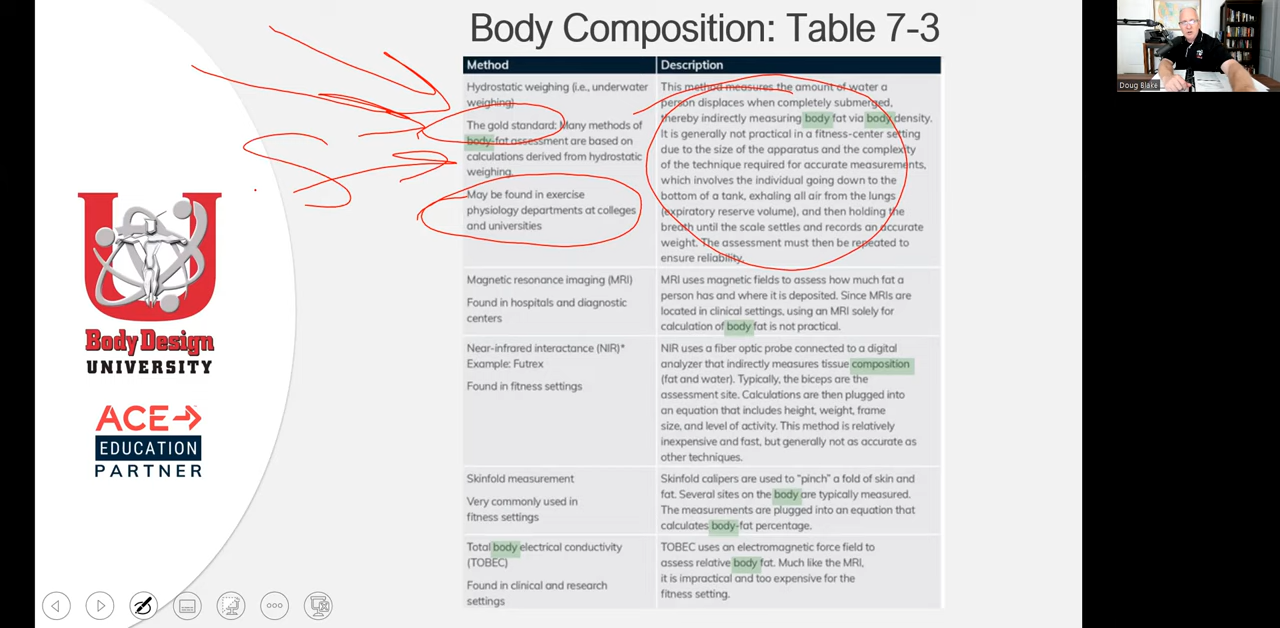 Body Composition: Table 7-3
Doug Blake
Method
Description
Hydrostatic weighing (i.e., underwater
weighing)
The gold standard: Many methods of
body-fat assessment are based on
calculations derived from hydrostatic
weighing.
May be found in exercise
physiology departments at colleges
and universities
This method measures the amount of water a
person displaces when completely submerged,
thereby indirectly measuring body fat via body density.
It is generally not practical in a fitness-center setting
due to the size of the apparatus and the complexity
of the technique required for accurate measurements,
which involves the individual going down to the
bottom of a tank, exhaling all air from the lungs
(expiratory reserve volume), and then holding the
breath until the scale settles and records an accurate
weight. The assessment must then be repeated to
ensure reliability.
Magnetic resonance imaging (MRI)
Found in hospitals and diagnostic
centers
MRI uses magnetic fields to assess how much fat a
person has and where it is deposited. Since MRIs are
located in clinical settings, using an MRI solely for
calculation of body fat is not practical.
Near-infrared interactance (NIR)*
Example: Futrex
Found in fitness settings
NIR uses a fiber optic probe connected to a digital
analyzer that indirectly measures tissue composition
(fat and water). Typically, the biceps are the
assessment site. Calculations are then plugged into
an equation that includes height, weight, frame
size, and level of activity. This method is relatively
inexpensive and fast, but generally not as accurate as
other techniques.
Skinfold measurement
Very commonly used in
fitness settings
Skinfold calipers are used to "pinch" a fold of skin and
fat. Several sites on the body are typically measured.
The measurements are plugged into an equation that
calculates body-fat percentage.
Total body electrical conductivity
(TOBEC)
Found in clinical and research
settings
TOBEC uses an electromagnetic force field to
assess relative body fat. Much like the MRI,
it is impractical and too expensive for the
fitness setting.
Body Design
UNIVERSITY
ACE
EDUCATION
PARTNER